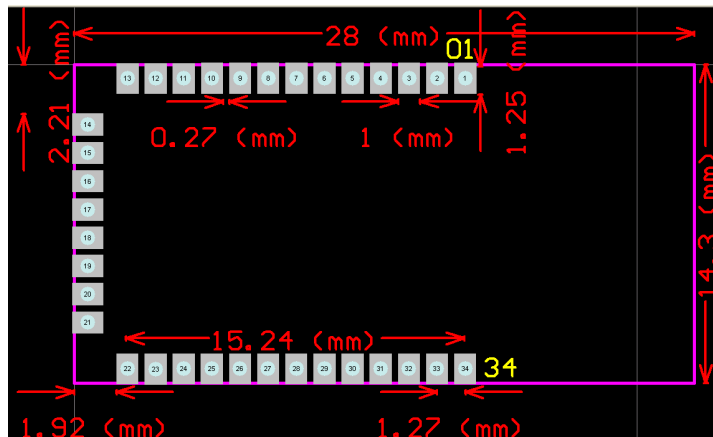 28 (mm)
01
13 12 11 10 9 8 7 6 5 4 3 2 1
2.21 (mm)
0.27 (mm)
1 (mm)
1.25 (mm)
14
15
16
17
18
19
20
21
14.3 (mm)
15.24 (mm)
22 23 24 25 26 27 28 29 30 31 32 33 34
34
1.92 (mm)
1.27 (mm)